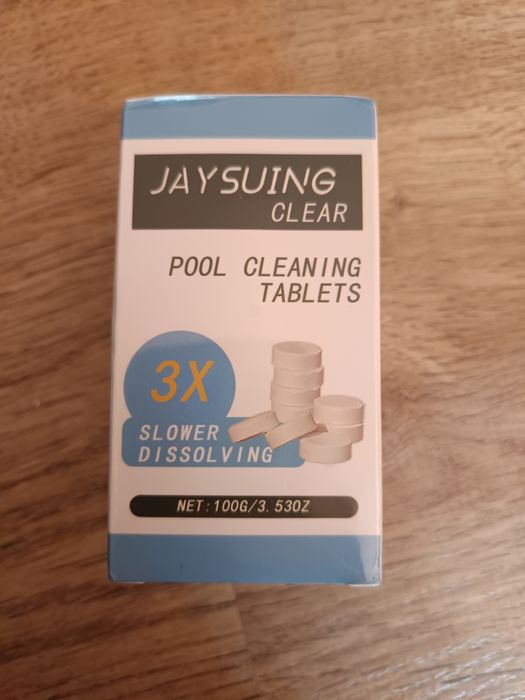 JAYSUING
CLEAR
POOL CLEANING
TABLETS
3X
SLOWER
DISSOLVING
NET:100G/3.53OZ